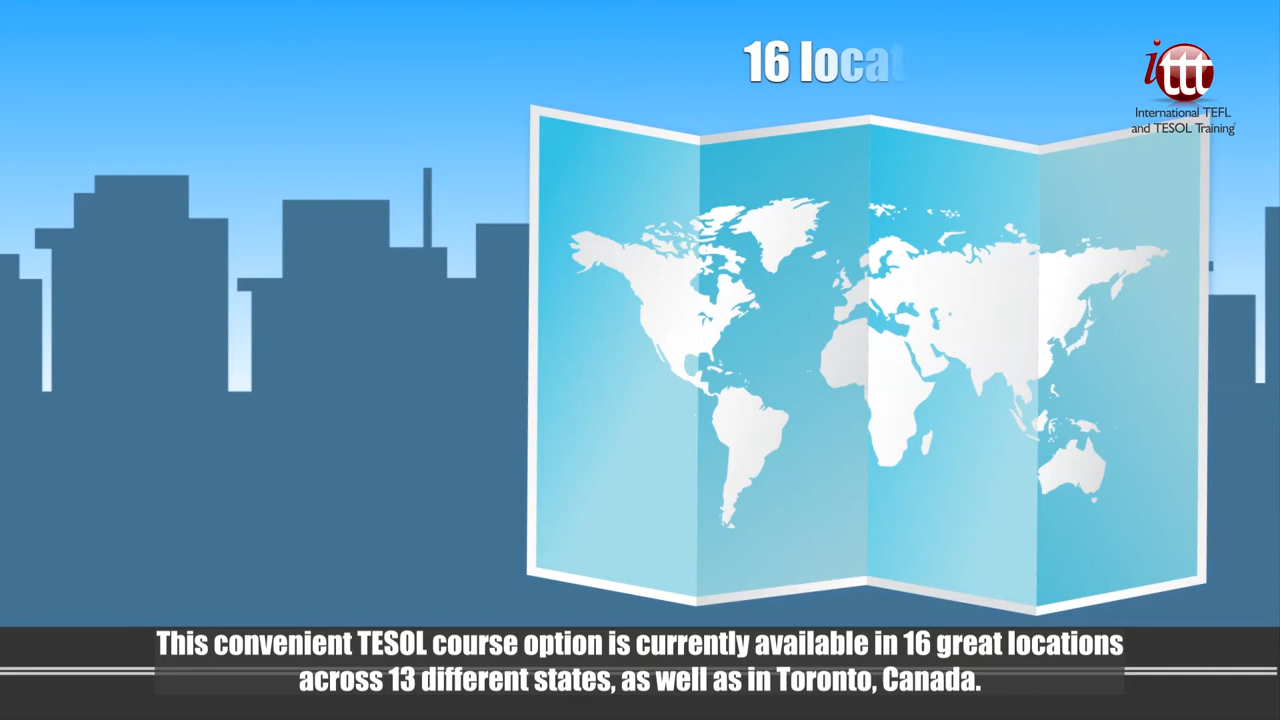 16 locat
ittt
International TEFL
and TESOL Training
This convenient TESOL course option is currently available in 16 great locations
across 13 different states, as well as in Toronto, Canada.